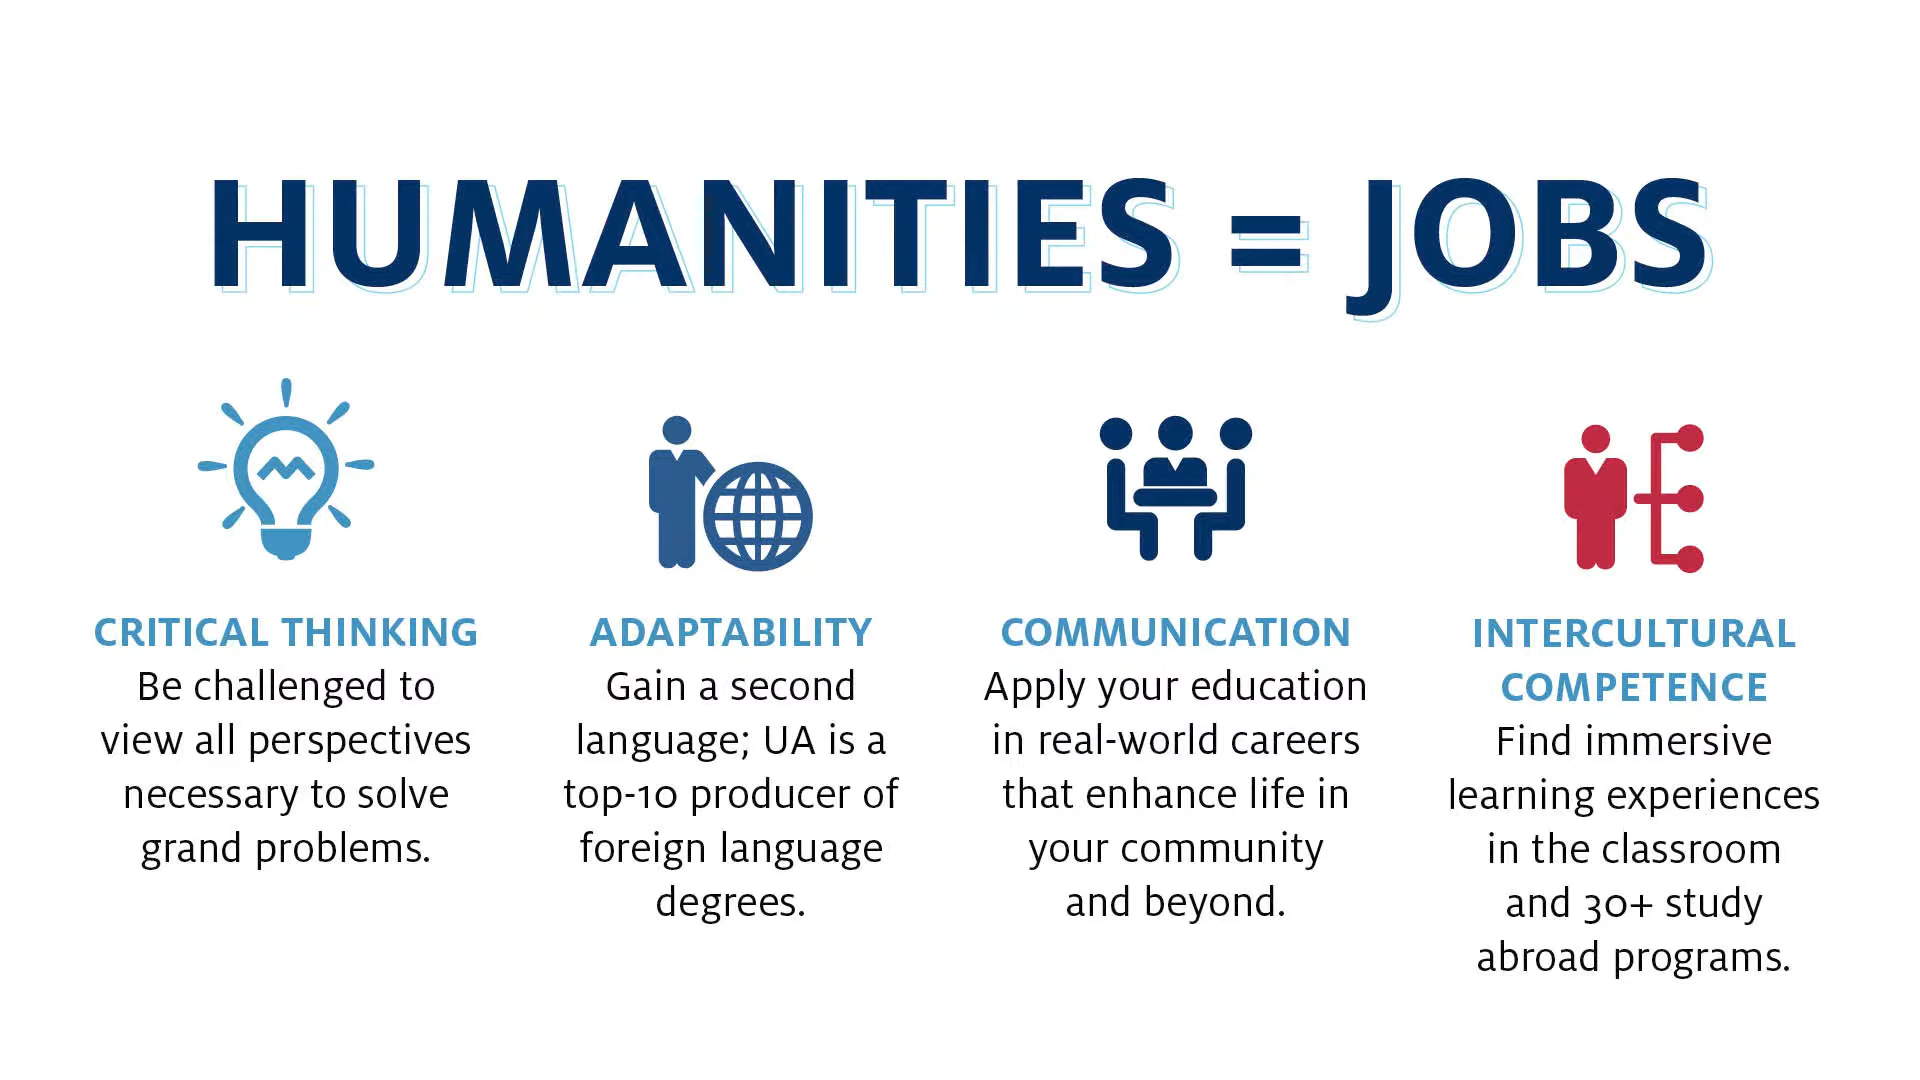 HUMANITIES = JOBS
CRITICAL THINKING
Be challenged to
view all perspectives
necessary to solve
grand problems.
ADAPTABILITY
Gain a second
language; UA is a
top-10 producer of
foreign language
degrees.
COMMUNICATION
Apply your education
in real-world careers
that enhance life in
your community
and beyond.
INTERCULTURAL
COMPETENCE
Find immersive
learning experiences
in the classroom
and 30+ study
abroad programs.